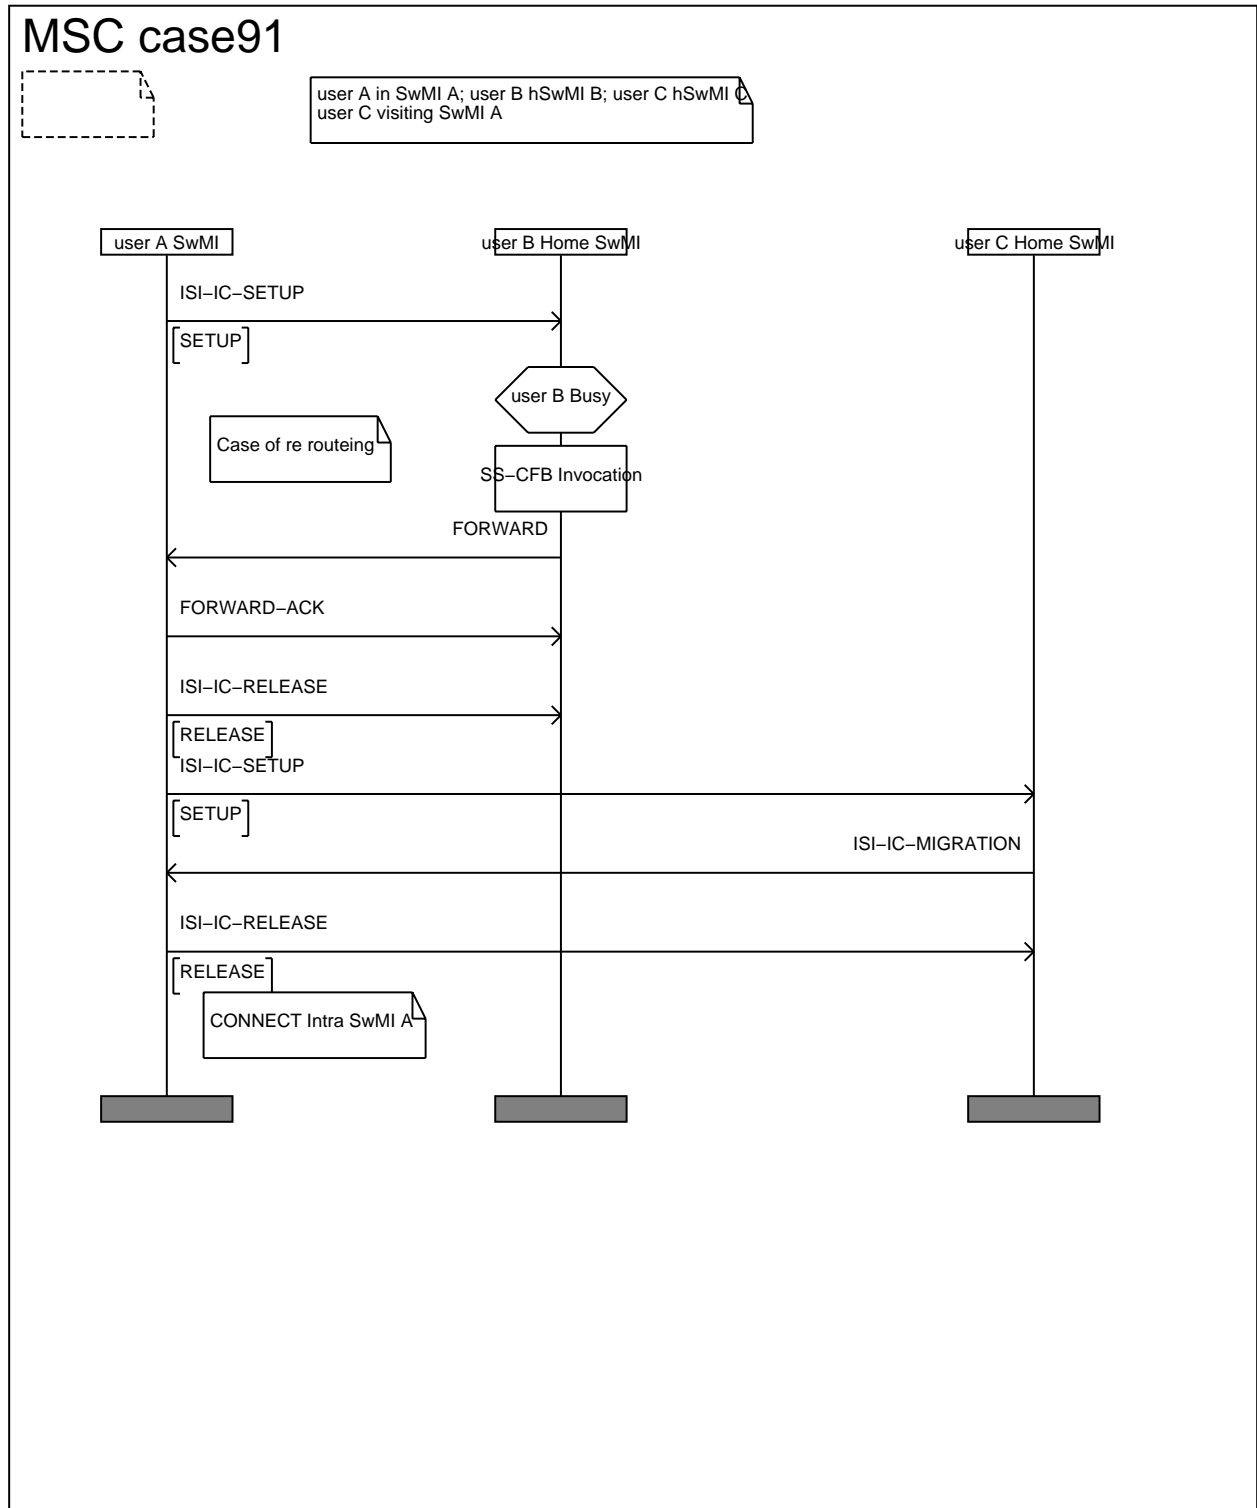 MSC case91
user A in SwMI A; user B hSwMI B; user C hSwMI C
user C visiting SwMI A
user A SwMI
user B Home SwMI
user C Home SwMI
ISI−IC−SETUP
SETUP
user B Busy
Case of re routeing
SS−CFB Invocation
FORWARD
FORWARD−ACK
ISI−IC−RELEASE
RELEASE
ISI−IC−SETUP
SETUP
ISI−IC−MIGRATION
ISI−IC−RELEASE
RELEASE
CONNECT Intra SwMI A